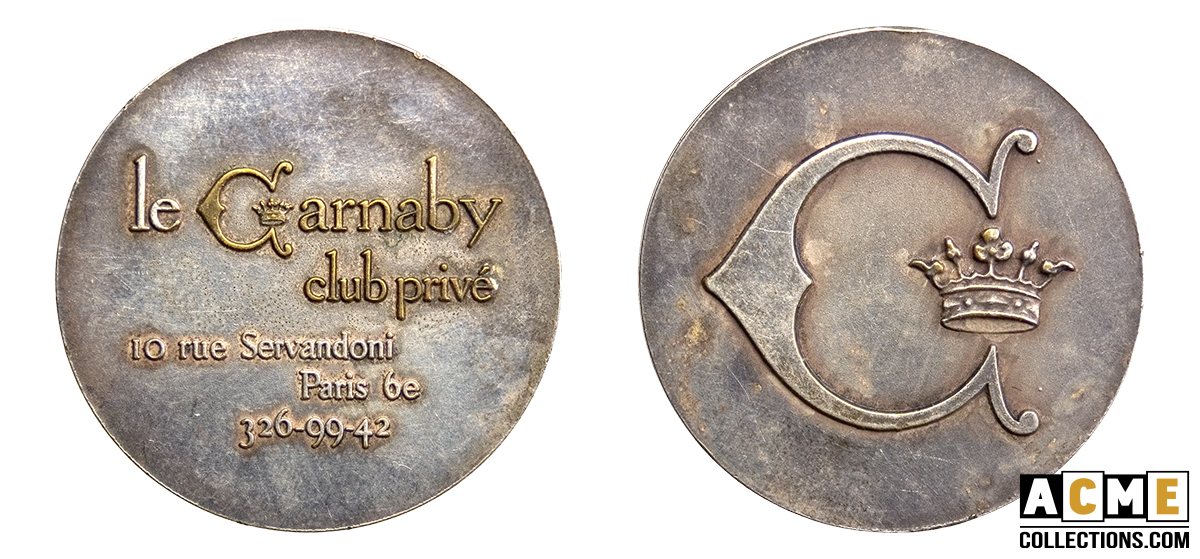 le Carnaby
club privé
10 rue Servandoni
Paris 6e
326-99-42
C
ACME
COLLECTIONS.COM